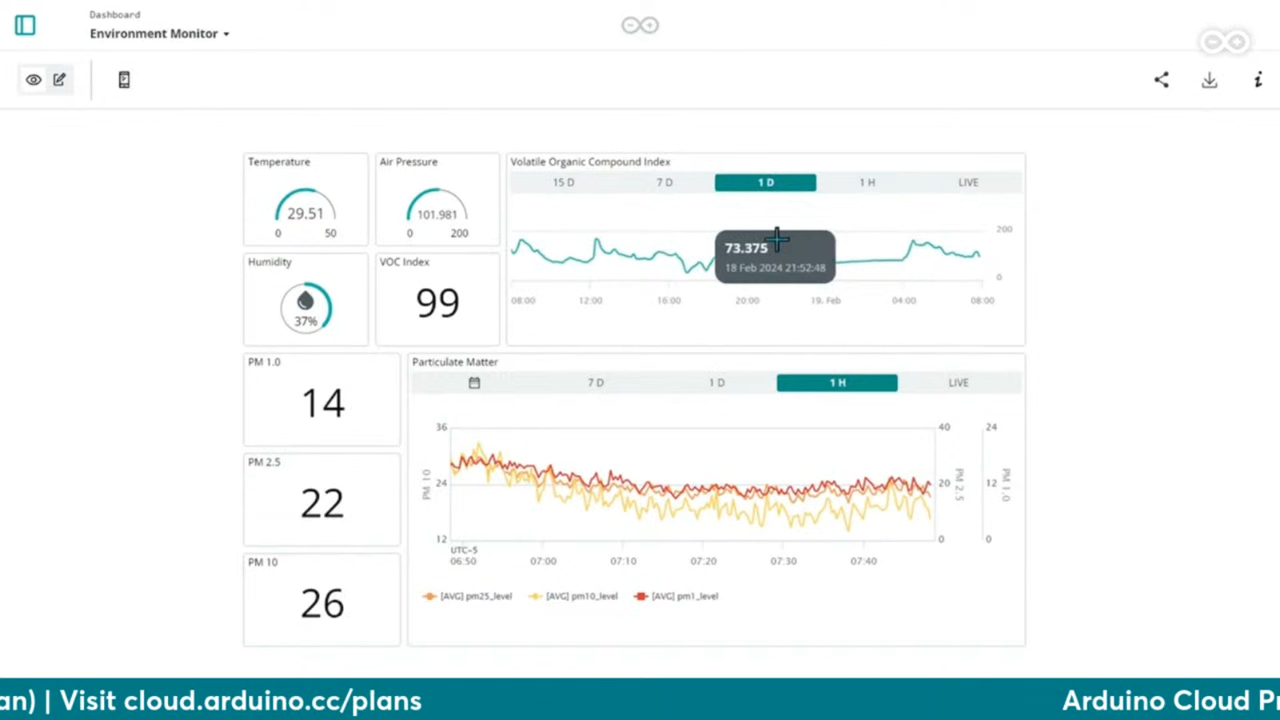 Dashboard
Environment Monitor
Temperature
29.51
0 50
Air Pressure
101.981
0 200
Volatile Organic Compound Index
15 D 7 D 1 D 1 H LIVE
200
73.375
18 Feb 2024 21:52:48
0
08:00 12:00 16:00 20:00 19. Feb 04:00 08:00
Humidity
37%
VOC Index
99
PM 1.0
14
PM 2.5
22
PM 10
26
Particulate Matter
7 D 1 D 1 H LIVE
36 40 24
PM 10 24 20 PM 2.5 12 PM 1.0
12 0 0
UTC-5
06:50 07:00 07:10 07:20 07:30 07:40
[AVG] pm25_level [AVG] pm10_level [AVG] pm1_level
an) | Visit cloud.arduino.cc/plans
Arduino Cloud Pr